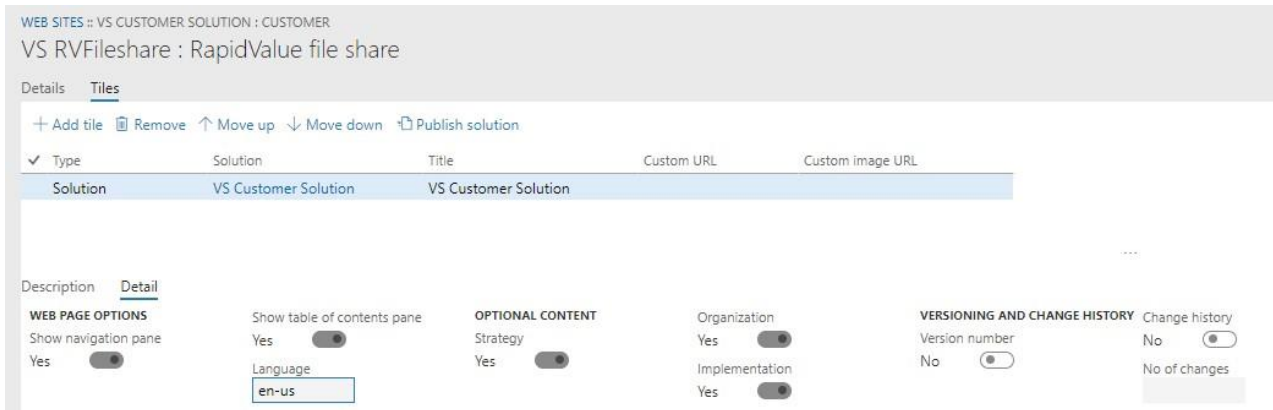 WEB SITES :: VS CUSTOMER SOLUTION : CUSTOMER
VS RVFileshare : RapidValue file share
Details Tiles
Add tile Remove Move up Move down Publish solution
Type Solution Title Custom URL Custom image URL
Solution VS Customer Solution VS Customer Solution
...
Description Detail
WEB PAGE OPTIONS
Show navigation pane
Yes
Show table of contents pane
Yes
Language
en-us
OPTIONAL CONTENT
Strategy
Yes
Organization
Yes
Implementation
Yes
VERSIONING AND CHANGE HISTORY
Version number
No
Change history
No
No of changes